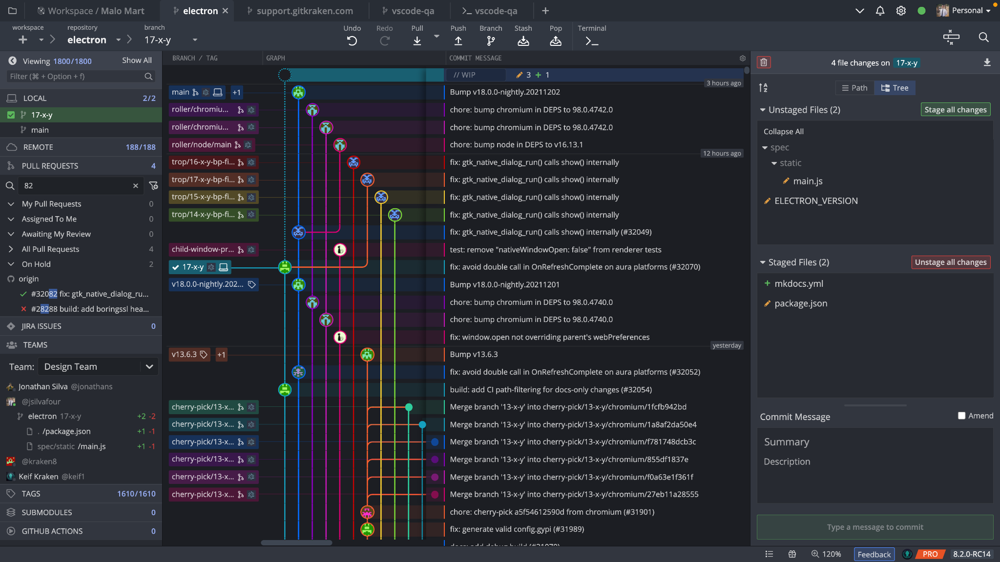 Workspace / Malo Mart
electron
support.gitkraken.com
vscode-qa
vscode-qa
Personal
workspace
repository
electron
branch
17-x-y
Undo
Redo
Pull
Push
Branch
Stash
Pop
Terminal
Viewing 1800/1800
Show All
Filter (⌘ + Option + f)
LOCAL 2/2
17-x-y
main
REMOTE 188/188
PULL REQUESTS 4
82
My Pull Requests 0
Assigned To Me 0
Awaiting My Review 0
All Pull Requests 4
On Hold 2
origin
#32082 fix: gtk_native_dialog_ru...
#28288 build: add boringssl hea...
JIRA ISSUES 0
TEAMS
Team: Design Team
Jonathan Silva @jonathans
@jsilvafour
electron 17-x-y +2 -2
. /package.json +1 -1
spec/static /main.js +1 -1
@kraken8
Keif Kraken @keif1
TAGS 1610/1610
SUBMODULES 0
GITHUB ACTIONS 0
BRANCH / TAG GRAPH COMMIT MESSAGE
// WIP 3 + 1
3 hours ago
main +1 Bump v18.0.0-nightly.20211202
roller/chromiu... chore: bump chromium in DEPS to 98.0.4742.0
roller/chromiu... chore: bump chromium in DEPS to 98.0.4742.0
roller/node/main chore: bump node in DEPS to v16.13.1
12 hours ago
trop/16-x-y-bp-fi... fix: gtk_native_dialog_run() calls show() internally
trop/17-x-y-bp-fi... fix: gtk_native_dialog_run() calls show() internally
trop/15-x-y-bp-fi... fix: gtk_native_dialog_run() calls show() internally
trop/14-x-y-bp-fi... fix: gtk_native_dialog_run() calls show() internally
fix: gtk_native_dialog_run() calls show() internally (#32049)
child-window-pr... test: remove "nativeWindowOpen: false" from renderer tests
17-x-y fix: avoid double call in OnRefreshComplete on aura platforms (#32070)
v18.0.0-nightly.202... Bump v18.0.0-nightly.20211201
chore: bump chromium in DEPS to 98.0.4740.0
chore: bump chromium in DEPS to 98.0.4740.0
fix: window.open not overriding parent's webPreferences
yesterday
v13.6.3 +1 Bump v13.6.3
fix: avoid double call in OnRefreshComplete on aura platforms (#32052)
build: add CI path-filtering for docs-only changes (#32054)
cherry-pick/13-x... Merge branch '13-x-y' into cherry-pick/13-x-y/chromium/1fcfb942bd
cherry-pick/13-x... Merge branch '13-x-y' into cherry-pick/13-x-y/chromium/1a8af2da50e4
cherry-pick/13-x... Merge branch '13-x-y' into cherry-pick/13-x-y/chromium/f781748dcb3c
cherry-pick/13-x... Merge branch '13-x-y' into cherry-pick/13-x-y/chromium/855df1837e
cherry-pick/13-x... Merge branch '13-x-y' into cherry-pick/13-x-y/chromium/f0a63e1f361f
cherry-pick/13-x... Merge branch '13-x-y' into cherry-pick/13-x-y/chromium/27eb11a28555
chore: cherry-pick a5f54612590d from chromium (#31901)
fix: generate valid config.gypi (#31989)
docs: add debug build (#31979)
4 file changes on 17-x-y
Path
Tree
Unstaged Files (2)
Stage all changes
Collapse All
spec
static
main.js
ELECTRON_VERSION
Staged Files (2)
Unstage all changes
mkdocs.yml
package.json
Commit Message
Amend
Summary
Description
Type a message to commit
120%
Feedback
PRO
8.2.0-RC14